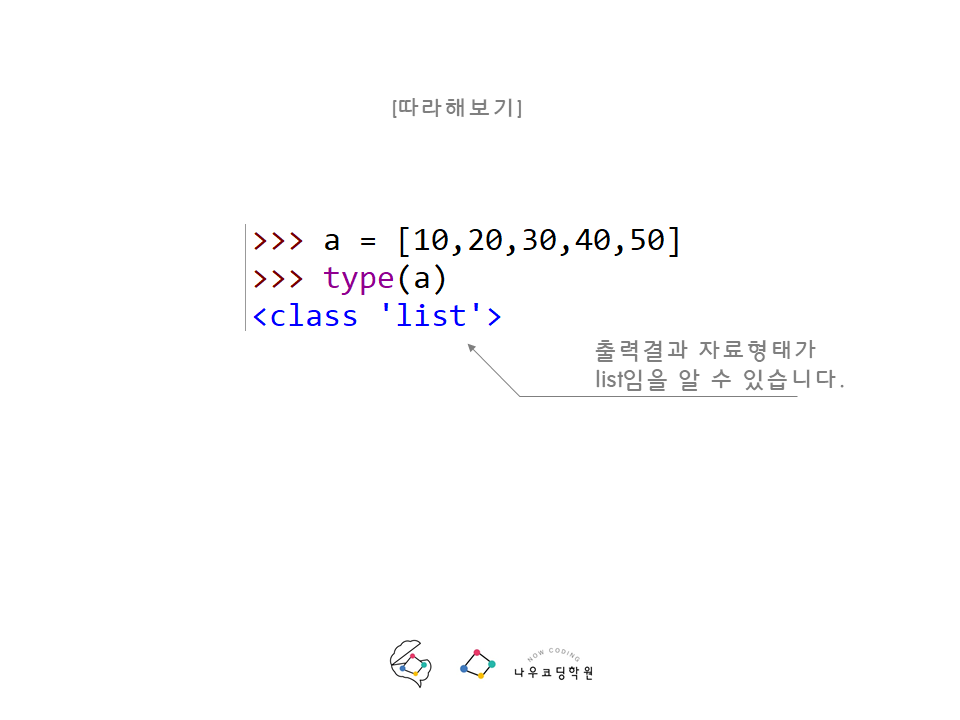 [따라해보기]
>>> a = [10,20,30,40,50]
>>> type(a)
<class 'list'>
출력결과 자료형태가
list임을 알 수 있습니다.
NOW CODING
나우코딩학원